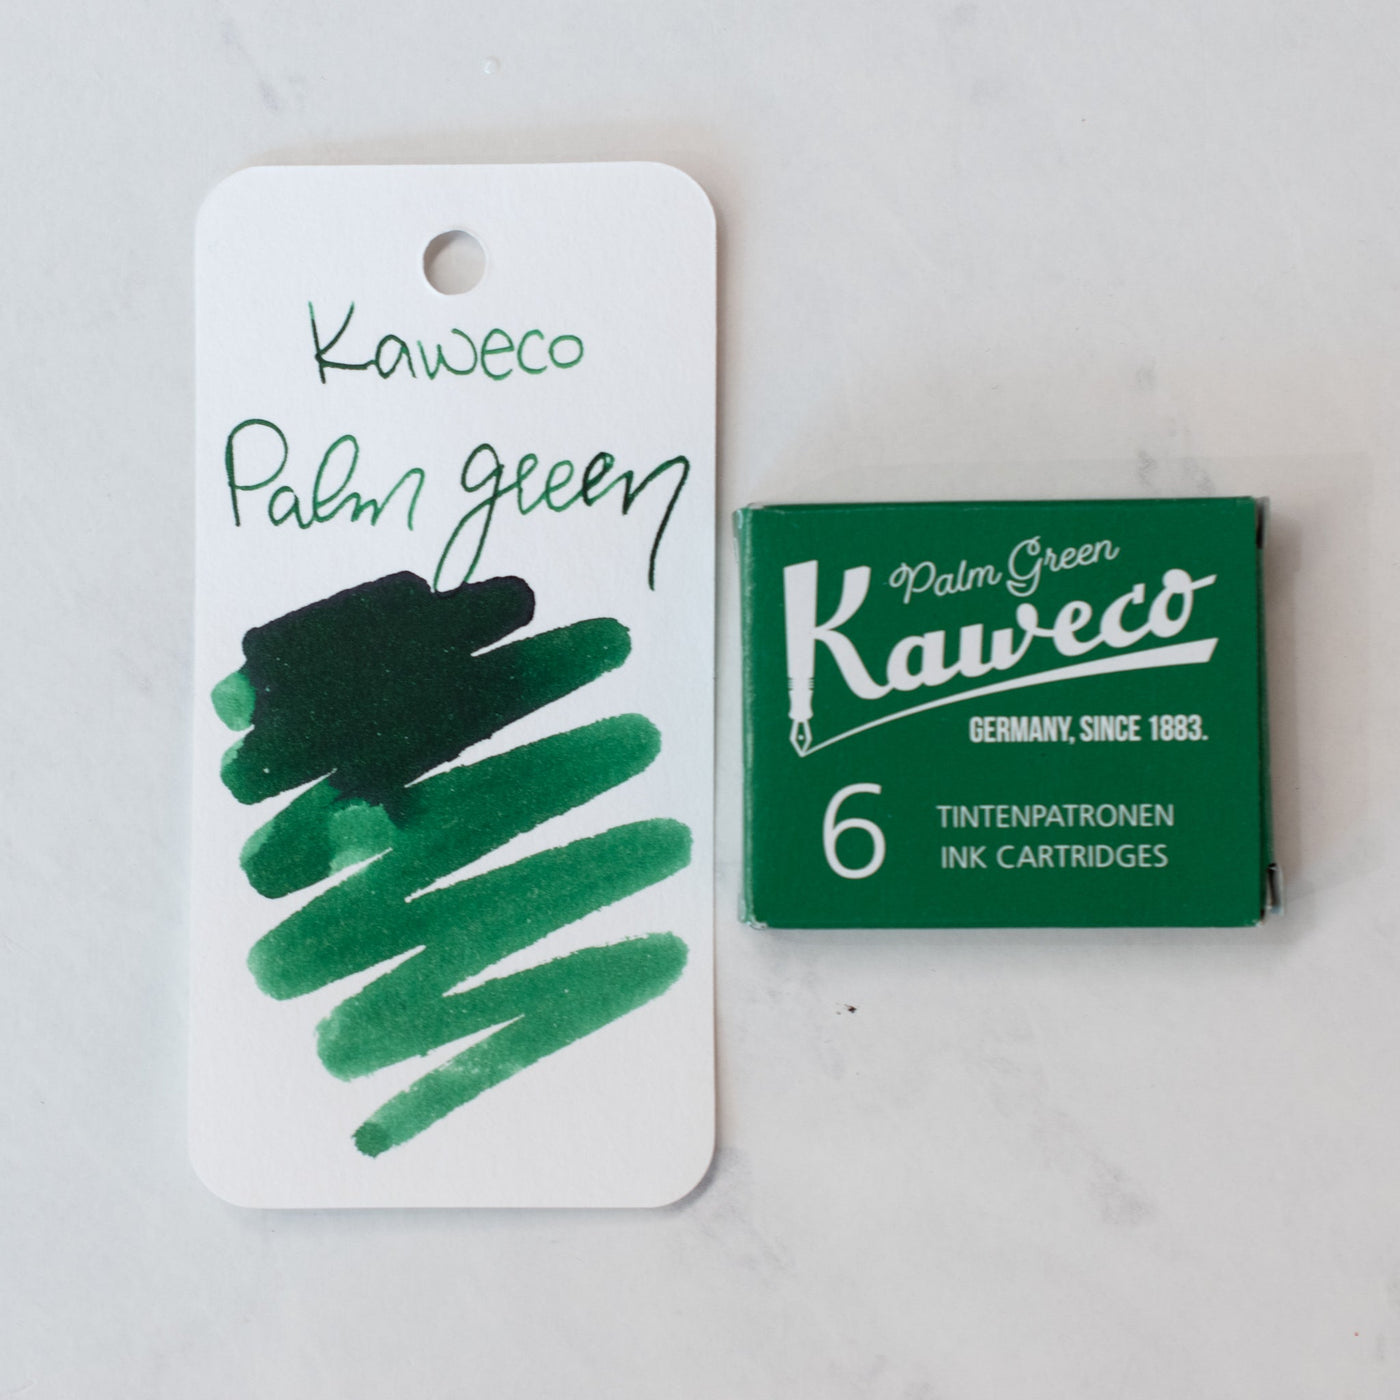 Kaweco
Palm green
Palm Green
Kaweco
GERMANY, SINCE 1883.
6
TINTENPATRONEN
INK CARTRIDGES